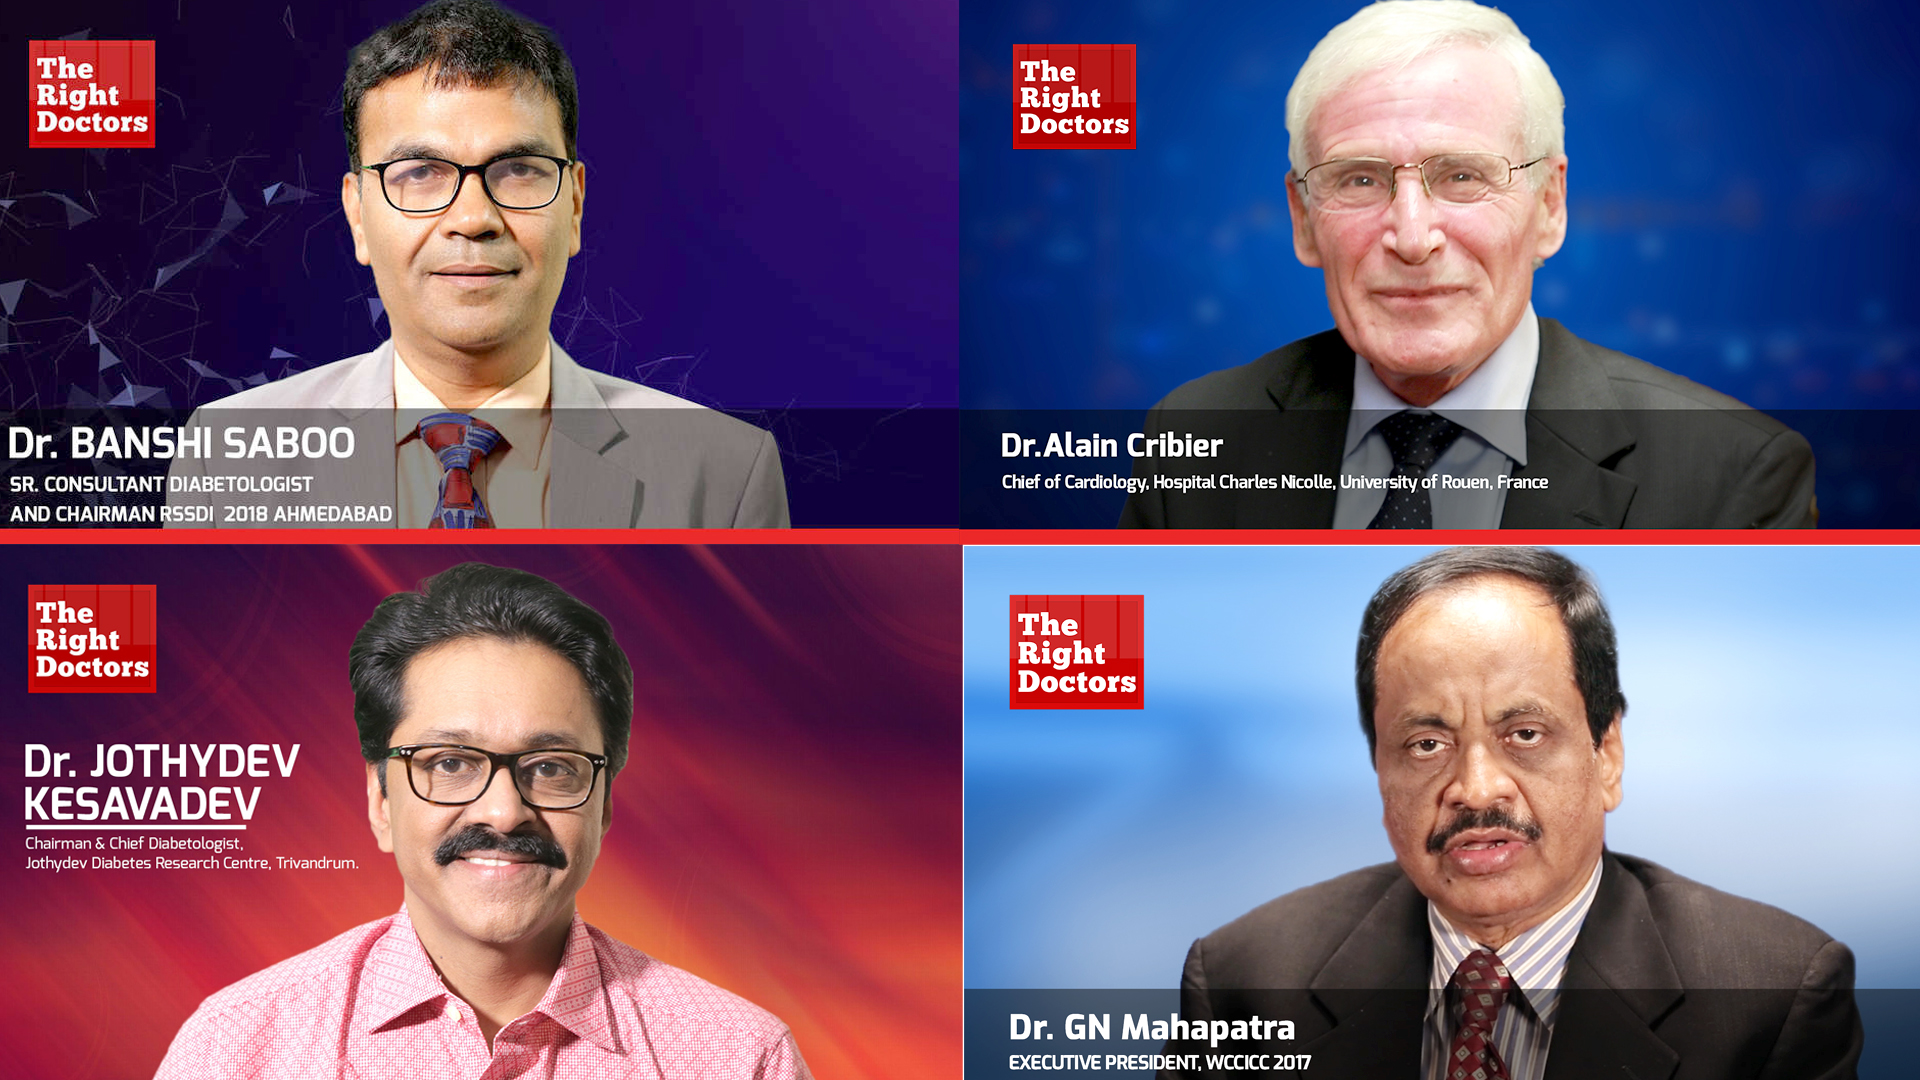 The
Right
Doctors
Dr. BANSHI SABOO
SR. CONSULTANT DIABETOLOGIST
AND CHAIRMAN RSSDI 2018 AHMEDABAD
The
Right
Doctors
Dr.Alain Cribier
Chief of Cardiology, Hospital Charles Nicolle, University of Rouen, France
The
Right
Doctors
Dr. JOTHYDEV
KESAVADEV
Chairman & Chief Diabetologist,
Jothydev Diabetes Research Centre, Trivandrum.
The
Right
Doctors
Dr. GN Mahapatra
EXECUTIVE PRESIDENT, WCCICC 2017